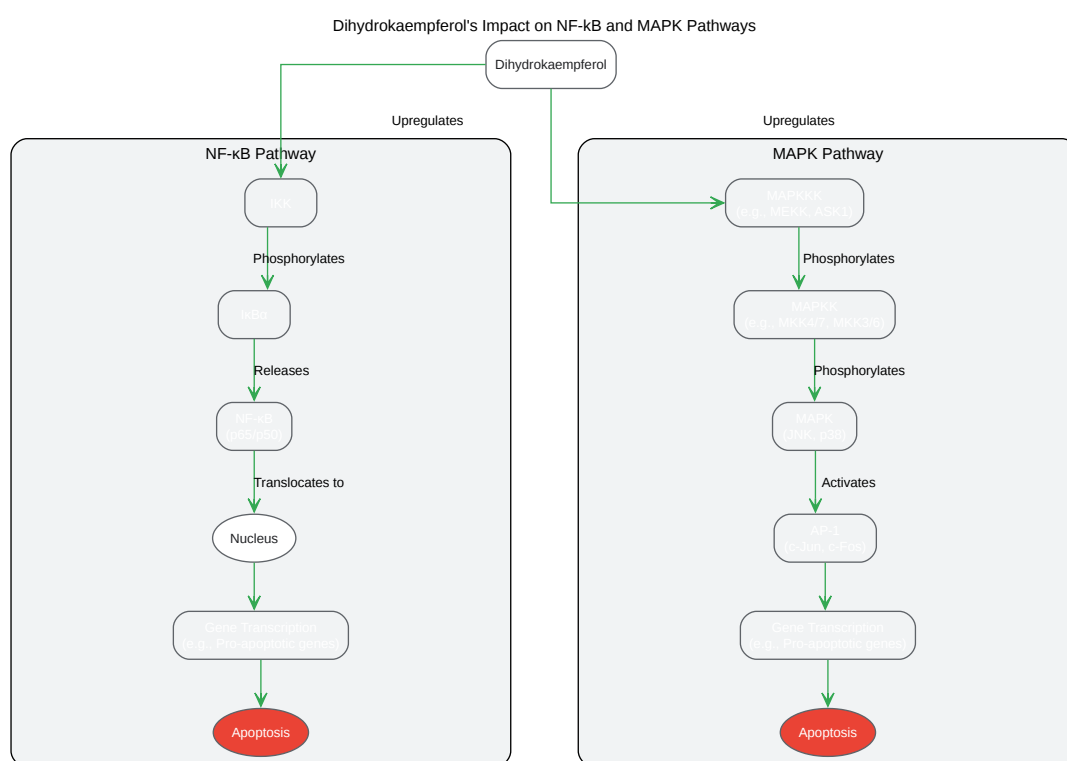 Dihydrokaempferol's Impact on NF-kB and MAPK Pathways
Dihydrokaempferol
Upregulates
Upregulates
NF-κB Pathway
IKK
Phosphorylates
IκBα
Releases
NF-κB
(p65/p50)
Translocates to
Nucleus
Gene Transcription
(e.g., Pro-apoptotic genes)
Apoptosis
MAPK Pathway
MAPKKK
(e.g., MEKK, ASK1)
Phosphorylates
MAPKK
(e.g., MKK4/7, MKK3/6)
Phosphorylates
MAPK
(JNK, p38)
Activates
AP-1
(c-Jun, c-Fos)
Gene Transcription
(e.g., Pro-apoptotic genes)
Apoptosis